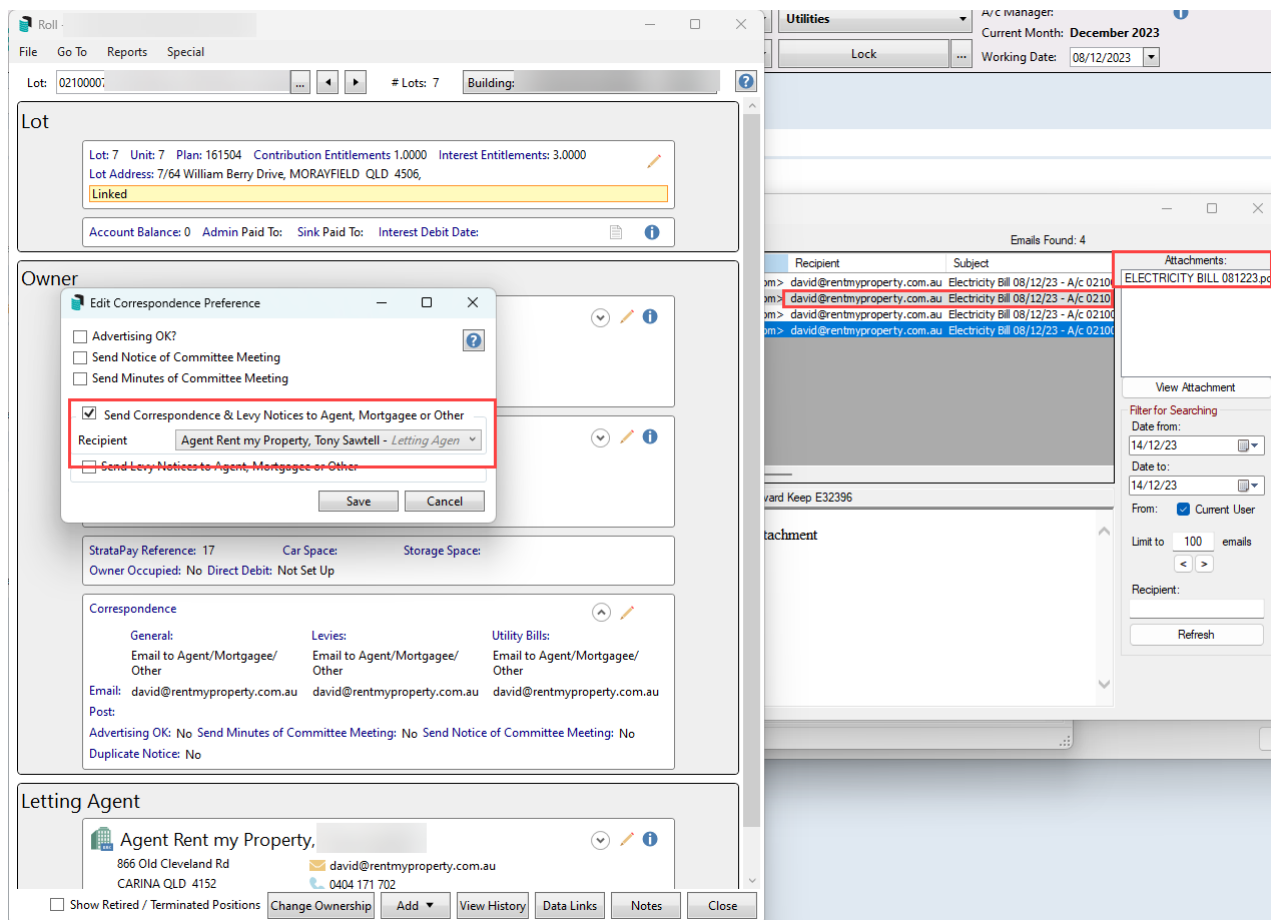 Roll -
File Go To Reports Special
Lot: 02100007 ... # Lots: 7 Building:
Lot
Lot: 7 Unit: 7 Plan: 161504 Contribution Entitlements 1.0000 Interest Entitlements: 3.0000
Lot Address: 7/64 William Berry Drive, MORAYFIELD QLD 4506,
Linked
Account Balance: 0 Admin Paid To: Sink Paid To: Interest Debit Date:
Owner
Edit Correspondence Preference
Advertising OK?
Send Notice of Committee Meeting
Send Minutes of Committee Meeting
Send Correspondence & Levy Notices to Agent, Mortgagee or Other
Recipient Agent Rent my Property, Tony Sawtell - Letting Agen
Send Levy Notices to Agent, Mortgagee or Other
Save Cancel
StrataPay Reference: 17 Car Space: Storage Space:
Owner Occupied: No Direct Debit: Not Set Up
Correspondence
General: Levies: Utility Bills:
Email to Agent/Mortgagee/ Email to Agent/Mortgagee/ Email to Agent/Mortgagee/
Other Other Other
Email: david@rentmyproperty.com.au david@rentmyproperty.com.au david@rentmyproperty.com.au
Post:
Advertising OK: No Send Minutes of Committee Meeting: No Send Notice of Committee Meeting: No
Duplicate Notice: No
Letting Agent
Agent Rent my Property,
866 Old Cleveland Rd david@rentmyproperty.com.au
CARINA QLD 4152 0404 171 702
Show Retired / Terminated Positions Change Ownership Add View History Data Links Notes Close
Utilities A/c Manager:
Current Month: December 2023
Lock ... Working Date: 08/12/2023
Emails Found: 4
Recipient Subject Attachments:
om> david@rentmyproperty.com.au Electricity Bill 08/12/23 - A/c 02100 ELECTRICITY BILL 081223.pd
om> david@rentmyproperty.com.au Electricity Bill 08/12/23 - A/c 0210
om> david@rentmyproperty.com.au Electricity Bill 08/12/23 - A/c 02100
om> david@rentmyproperty.com.au Electricity Bill 08/12/23 - A/c 02100
View Attachment
Filter for Searching
Date from:
14/12/23
Date to:
14/12/23
vard Keep E32396
From: Current User
tachment
Limit to 100 emails
< >
Recipient:
Refresh